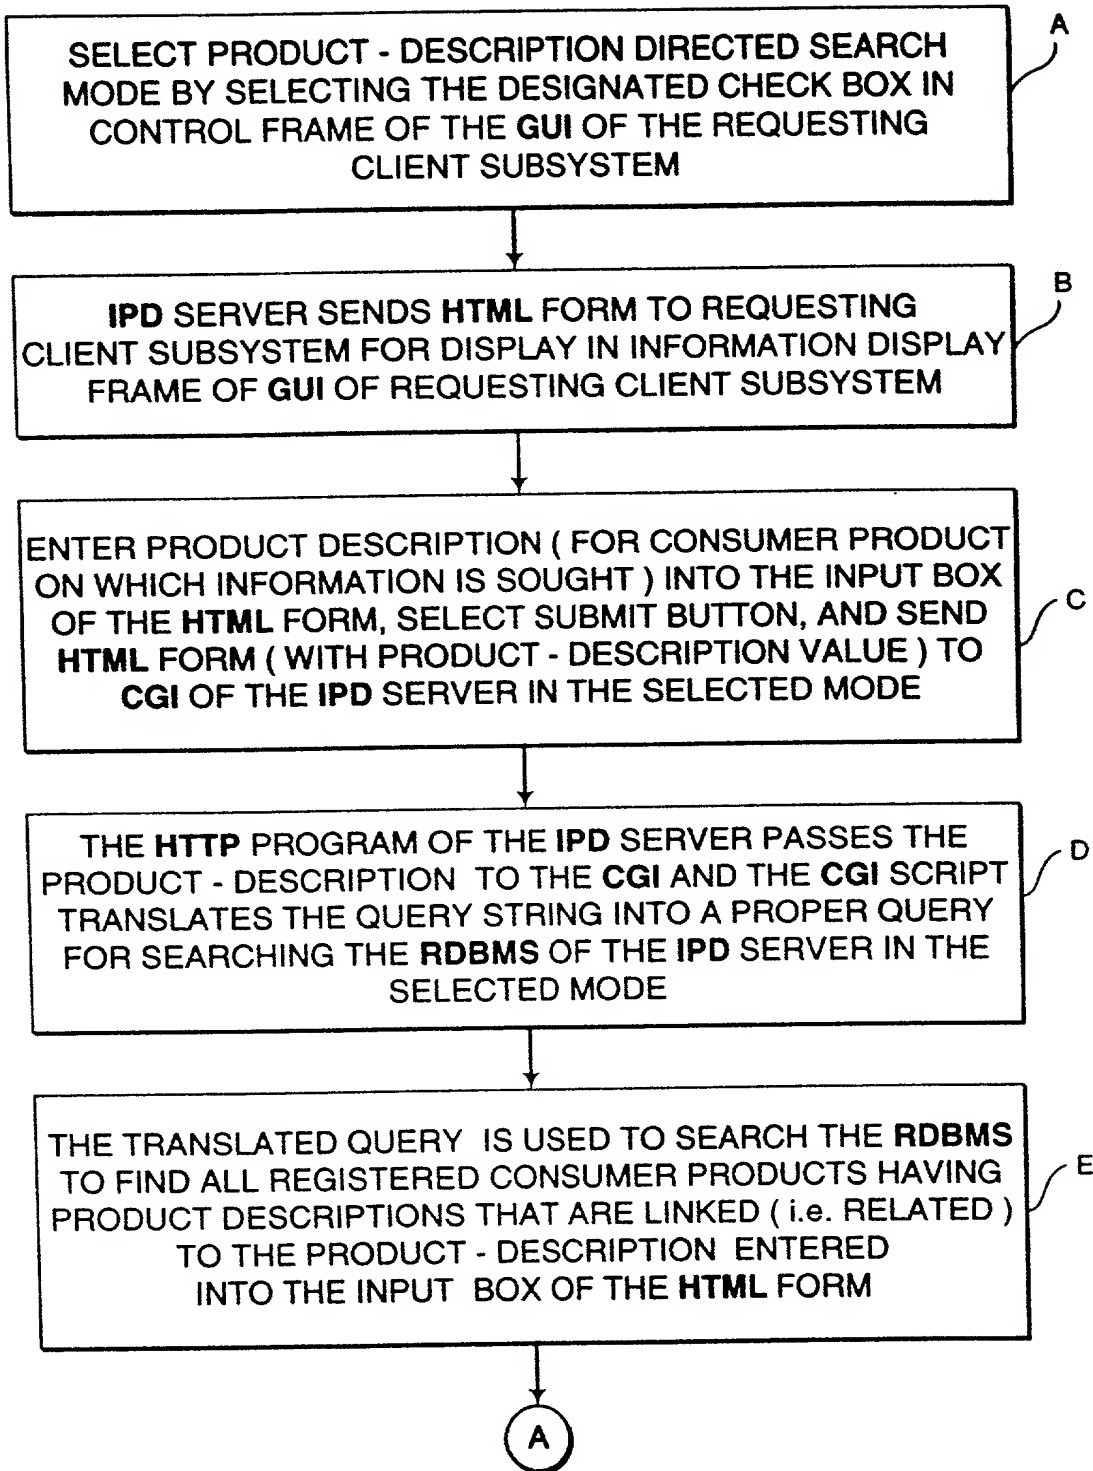 SELECT PRODUCT - DESCRIPTION DIRECTED SEARCH
MODE BY SELECTING THE DESIGNATED CHECK BOX IN
CONTROL FRAME OF THE GUI OF THE REQUESTING
CLIENT SUBSYSTEM
A
IPD SERVER SENDS HTML FORM TO REQUESTING
CLIENT SUBSYSTEM FOR DISPLAY IN INFORMATION DISPLAY
FRAME OF GUI OF REQUESTING CLIENT SUBSYSTEM
B
ENTER PRODUCT DESCRIPTION ( FOR CONSUMER PRODUCT
ON WHICH INFORMATION IS SOUGHT ) INTO THE INPUT BOX
OF THE HTML FORM, SELECT SUBMIT BUTTON, AND SEND
HTML FORM ( WITH PRODUCT - DESCRIPTION VALUE ) TO
CGI OF THE IPD SERVER IN THE SELECTED MODE
C
THE HTTP PROGRAM OF THE IPD SERVER PASSES THE
PRODUCT - DESCRIPTION TO THE CGI AND THE CGI SCRIPT
TRANSLATES THE QUERY STRING INTO A PROPER QUERY
FOR SEARCHING THE RDBMS OF THE IPD SERVER IN THE
SELECTED MODE
D
THE TRANSLATED QUERY IS USED TO SEARCH THE RDBMS
TO FIND ALL REGISTERED CONSUMER PRODUCTS HAVING
PRODUCT DESCRIPTIONS THAT ARE LINKED ( i.e. RELATED )
TO THE PRODUCT - DESCRIPTION ENTERED
INTO THE INPUT BOX OF THE HTML FORM
E
A